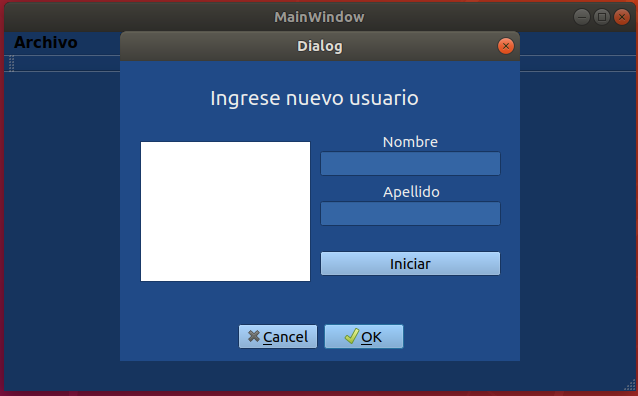 MainWindow
Archivo
Dialog
Ingrese nuevo usuario
Nombre
Apellido
Iniciar
Cancel
OK